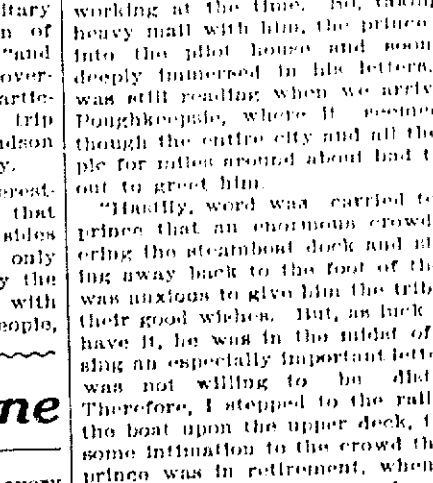 itary
n of
"and
over-
artic-
trip
dson
y.
erest-
that
sides
only
y the
with
eople,
ne
working at the time. So, taking
heavy mail with him, the prince
into the pilot house and soon
deeply immersed in his letters.
was still reading when we arriv
Poughkeepsie, where it seemed
though the entire city and all the
ple for miles around about had t
out to greet him.
"Hastily, word was carried to
prince that an enormous crowd
ering the steamboat dock and st
ing away back to the foot of th
was anxious to give him the trib
their good wishes. But, as luck
have it, he was in the midst of
sing an especially important lette
was not willing to be dist
Therefore, I stepped to the rail
the boat upon the upper deck, t
some intimation to the crowd th
prince was in retirement, when